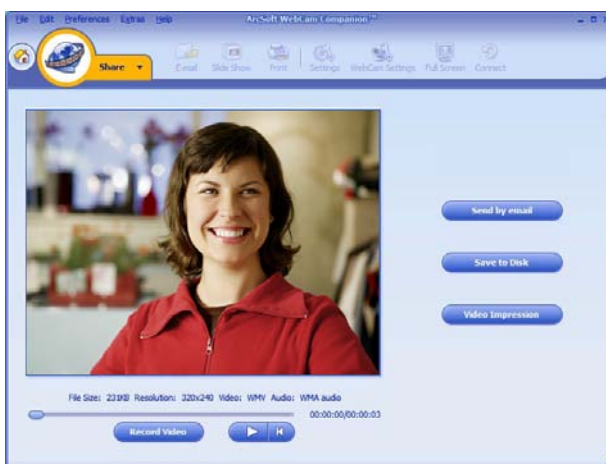 File Edit Preferences Extras Help ArcSoft WebCam Companion™
Share E-mail Slide Show Print Settings WebCam Settings Full Screen Connect
Send by email
Save to Disk
Video Impression
File Size: 231KB Resolution: 320x240 Video: WMV Audio: WMA audio
00:00:00/00:00:03
Record Video